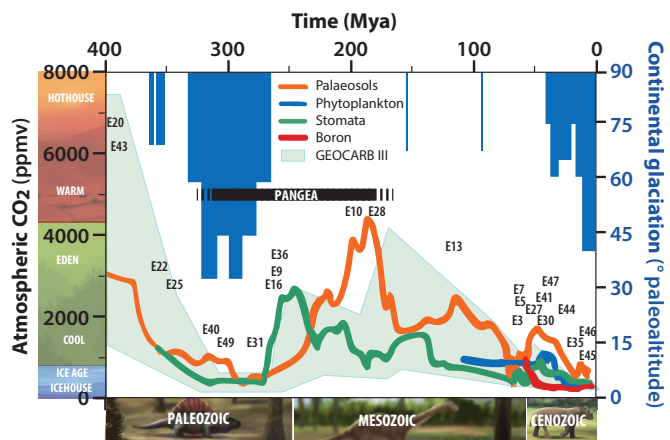 Time (Mya)
400 300 200 100 0
8000
6000
4000
2000
0
Atmospheric CO2 (ppmv)
HOTHOUSE
WARM
EDEN
COOL
ICE AGE
ICEHOUSE
90
75
60
45
30
15
0
Continental glaciation (°palaeoaltitude)
Palaeosols
Phytoplankton
Stomata
Boron
GEOCARB III
PANGEA
E20
E43
E22
E25
E40
E49
E31
E36
E9
E16
E10 E28
E13
E7
E5
E3
E47
E41
E27
E30
E44
E35
E46
E45
PALEOZOIC MESOZOIC CENOZOIC